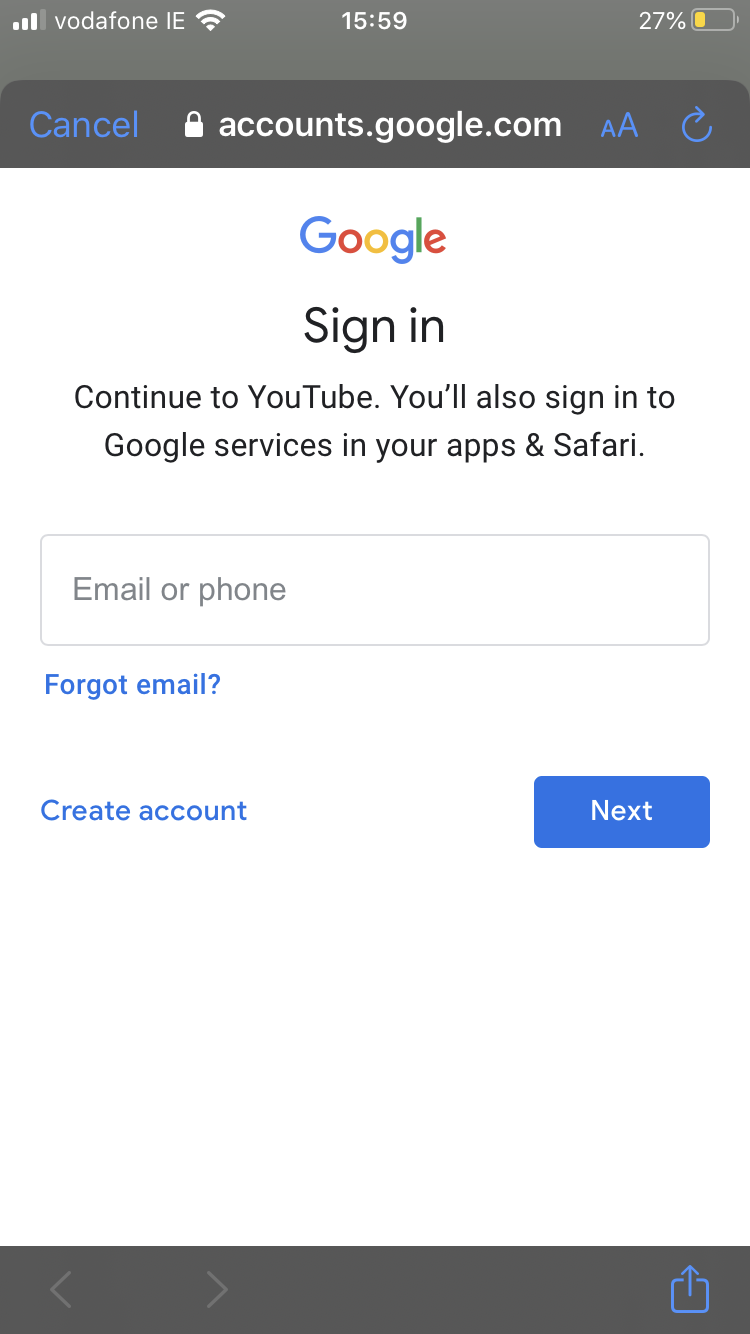 vodafone IE 15:59 27%
Cancel accounts.google.com AA
Google
Sign in
Continue to YouTube. You’ll also sign in to
Google services in your apps & Safari.
Email or phone
Forgot email?
Create account Next